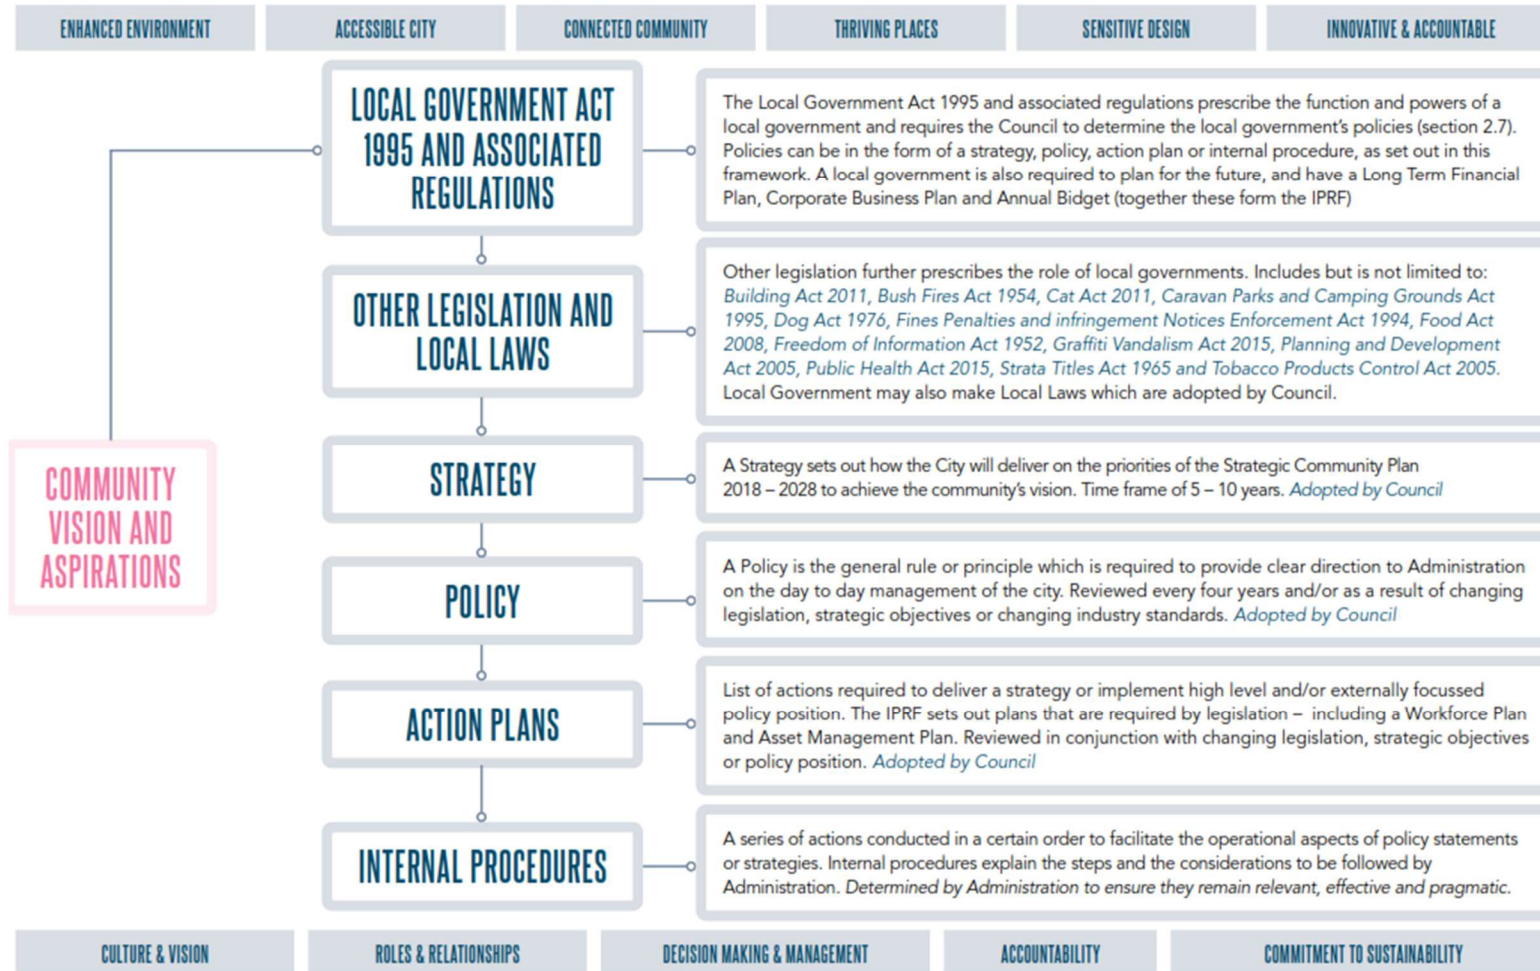 ENHANCED ENVIRONMENT
ACCESSIBLE CITY
CONNECTED COMMUNITY
THRIVING PLACES
SENSITIVE DESIGN
INNOVATIVE & ACCOUNTABLE
COMMUNITY
VISION AND
ASPIRATIONS
LOCAL GOVERNMENT ACT
1995 AND ASSOCIATED
REGULATIONS
The Local Government Act 1995 and associated regulations prescribe the function and powers of a
local government and requires the Council to determine the local government's policies (section 2.7).
Policies can be in the form of a strategy, policy, action plan or internal procedure, as set out in this
framework. A local government is also required to plan for the future, and have a Long Term Financial
Plan, Corporate Business Plan and Annual Budget (together these form the IPRF)
OTHER LEGISLATION AND
LOCAL LAWS
Other legislation further prescribes the role of local governments. Includes but is not limited to:
Building Act 2011, Bush Fires Act 1954, Cat Act 2011, Caravan Parks and Camping Grounds Act
1995, Dog Act 1976, Fines Penalties and infringement Notices Enforcement Act 1994, Food Act
2008, Freedom of Information Act 1952, Graffiti Vandalism Act 2015, Planning and Development
Act 2005, Public Health Act 2015, Strata Titles Act 1965 and Tobacco Products Control Act 2005.
Local Government may also make Local Laws which are adopted by Council.
STRATEGY
A Strategy sets out how the City will deliver on the priorities of the Strategic Community Plan
2018 – 2028 to achieve the community's vision. Time frame of 5 – 10 years. Adopted by Council
POLICY
A Policy is the general rule or principle which is required to provide clear direction to Administration
on the day to day management of the city. Reviewed every four years and/or as a result of changing
legislation, strategic objectives or changing industry standards. Adopted by Council
ACTION PLANS
List of actions required to deliver a strategy or implement high level and/or externally focussed
policy position. The IPRF sets out plans that are required by legislation – including a Workforce Plan
and Asset Management Plan. Reviewed in conjunction with changing legislation, strategic objectives
or policy position. Adopted by Council
INTERNAL PROCEDURES
A series of actions conducted in a certain order to facilitate the operational aspects of policy statements
or strategies. Internal procedures explain the steps and the considerations to be followed by
Administration. Determined by Administration to ensure they remain relevant, effective and pragmatic.
CULTURE & VISION
ROLES & RELATIONSHIPS
DECISION MAKING & MANAGEMENT
ACCOUNTABILITY
COMMITMENT TO SUSTAINABILITY